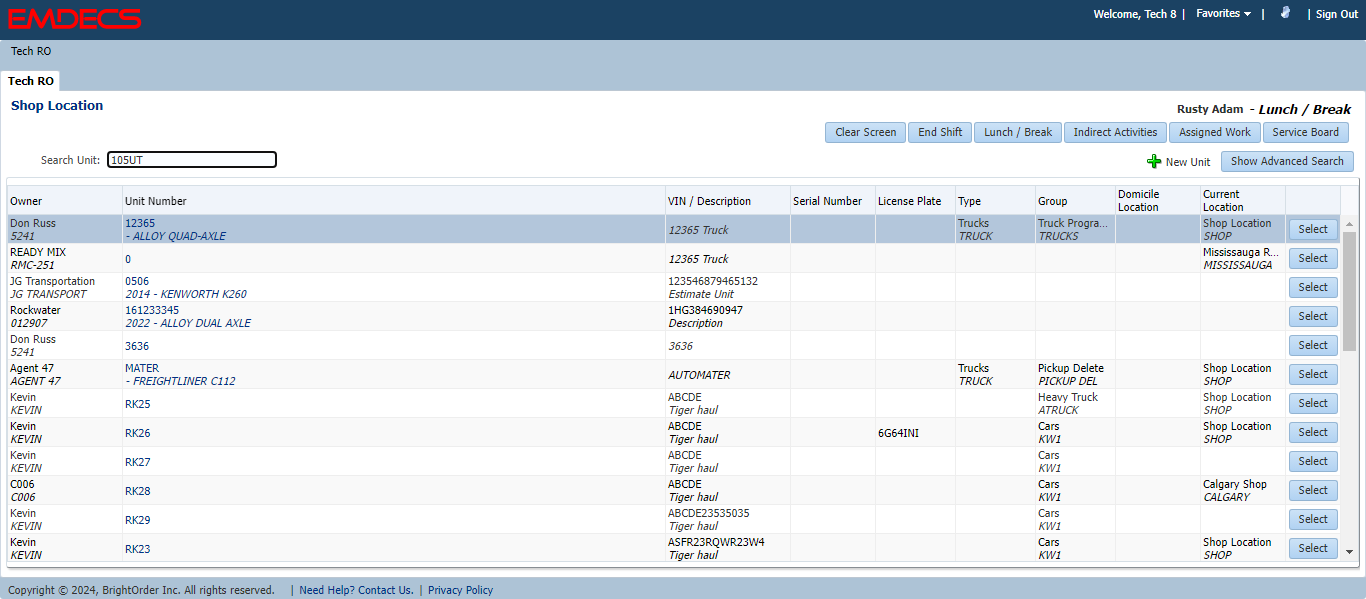 EMDECS
Welcome, Tech 8 | Favorites | | Sign Out
Tech RO
Tech RO
Shop Location
Rusty Adam - Lunch / Break
Clear Screen End Shift Lunch / Break Indirect Activities Assigned Work Service Board
Search Unit: 105UT New Unit Show Advanced Search
Owner Unit Number VIN / Description Serial Number License Plate Type Group Domicile Location Current Location
Don Russ 12365 Trucks Truck Progra... Shop Location
5241 - ALLOY QUAD-AXLE 12365 Truck TRUCK TRUCKS SHOP Select
READY MIX Mississauga R...
RMC-251 0 12365 Truck MISSISSAUGA Select
JG Transportation 0506 123546879465132
JG TRANSPORT 2014 - KENWORTH K260 Estimate Unit Select
Rockwater 161233345 1HG384690947
012907 2022 - ALLOY DUAL AXLE Description Select
Don Russ
5241 3636 3636 Select
Agent 47 MATER Trucks Pickup Delete Shop Location
AGENT 47 - FREIGHTLINER C112 AUTOMATER TRUCK PICKUP DEL SHOP Select
Kevin ABCDE Heavy Truck Shop Location
KEVIN RK25 Tiger haul ATRUCK SHOP Select
Kevin ABCDE Cars Shop Location
KEVIN RK26 Tiger haul 6G64INI KW1 SHOP Select
Kevin ABCDE Cars
KEVIN RK27 Tiger haul KW1 Select
C006 ABCDE Cars Calgary Shop
C006 RK28 Tiger haul KW1 CALGARY Select
Kevin ABCDE23535035 Cars
KEVIN RK29 Tiger haul KW1 Select
Kevin ASFR23RQWR23W4 Cars Shop Location
KEVIN RK23 Tiger haul KW1 SHOP Select
Copyright © 2024, BrightOrder Inc. All rights reserved. | Need Help? Contact Us. | Privacy Policy